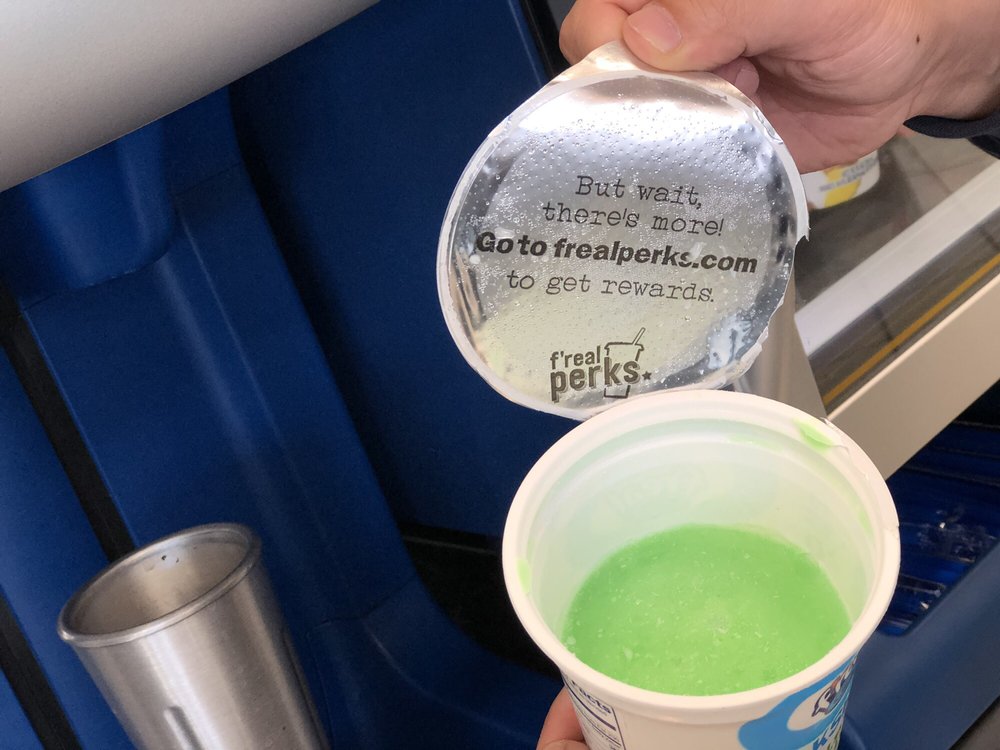 But wait,
there's more!
Go to frealperks.com
to get rewards.
f'real
perks